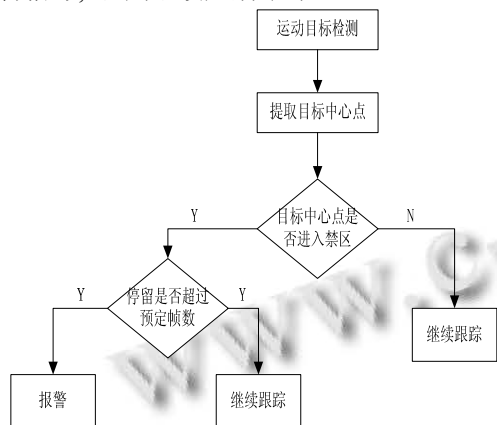 运动目标检测
提取目标中心点
目标中心点是
否进入禁区
Y
N
停留是否超过
预定帧数
Y
Y
继续跟踪
报警
继续跟踪
www.c